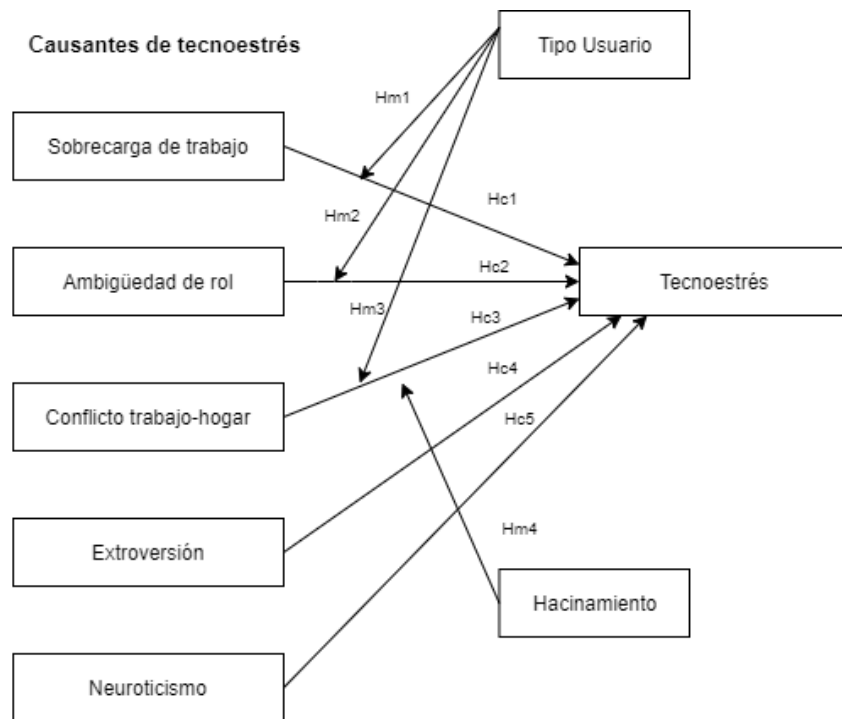 Tipo Usuario
Causantes de tecnoestrés
Hm1
Sobrecarga de trabajo
Hc1
Hm2
Ambigüedad de rol
Hc2
Tecnoestrés
Hm3
Hc3
Hc4
Conflicto trabajo-hogar
Hc5
Hm4
Extroversión
Hacinamiento
Neuroticismo